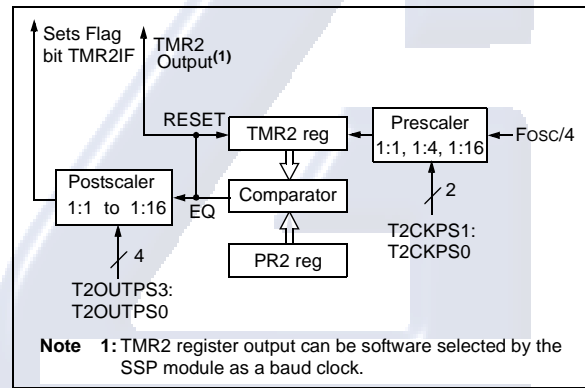 Sets Flag
bit TMR2IF
TMR2
Output(1)
RESET
TMR2 reg
Prescaler
1:1, 1:4, 1:16
FOSC/4
Postscaler
1:1 to 1:16
EQ
Comparator
2
4
PR2 reg
T2CKPS1:
T2CKPS0
T2OUTPS3:
T2OUTPS0
Note 1: TMR2 register output can be software selected by the
SSP module as a baud clock.